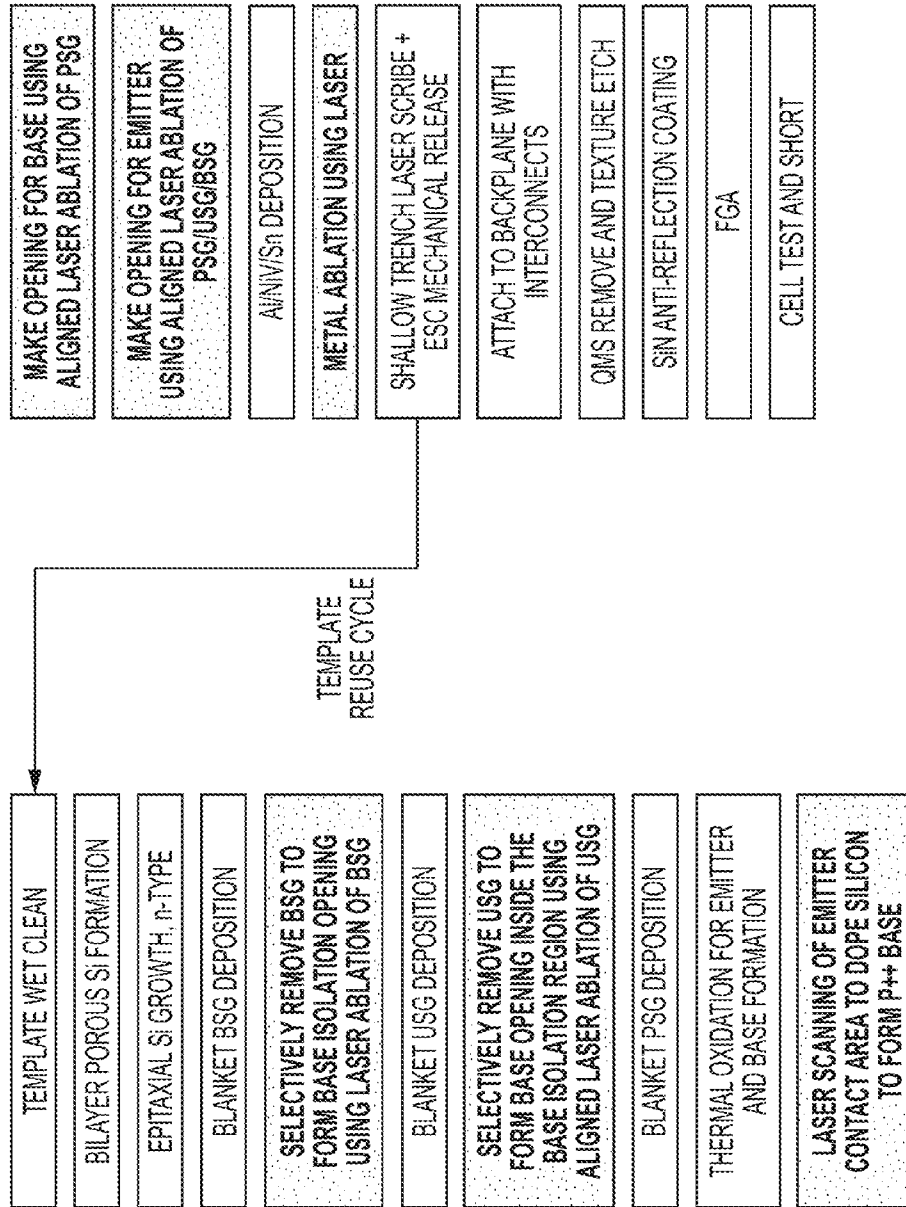 TEMPLATE WET CLEAN
BILAYER POROUS Si FORMATION
EPITAXIAL Si GROWTH, n-TYPE
BLANKET BSG DEPOSITION
SELECTIVELY REMOVE BSG TO
FORM BASE ISOLATION OPENING
USING LASER ABLATION OF BSG
BLANKET USG DEPOSITION
SELECTIVELY REMOVE USG TO
FORM BASE OPENING INSIDE THE
BASE ISOLATION REGION USING
ALIGNED LASER ABLATION OF USG
BLANKET PSG DEPOSITION
THERMAL OXIDATION FOR EMITTER
AND BASE FORMATION
LASER SCANNING OF EMITTER
CONTACT AREA TO DOPE SILICON
TO FORM P++ BASE
TEMPLATE
REUSE CYCLE
MAKE OPENING FOR BASE USING
ALIGNED LASER ABLATION OF PSG
MAKE OPENING FOR EMITTER
USING ALIGNED LASER ABLATION OF
PSG/USG/BSG
Al/NiV/Sn DEPOSITION
METAL ABLATION USING LASER
SHALLOW TRENCH LASER SCRIBE +
ESC MECHANICAL RELEASE
ATTACH TO BACKPLANE WITH
INTERCONNECTS
QMS REMOVE AND TEXTURE ETCH
SiN ANTI-REFLECTION COATING
FGA
CELL TEST AND SHORT